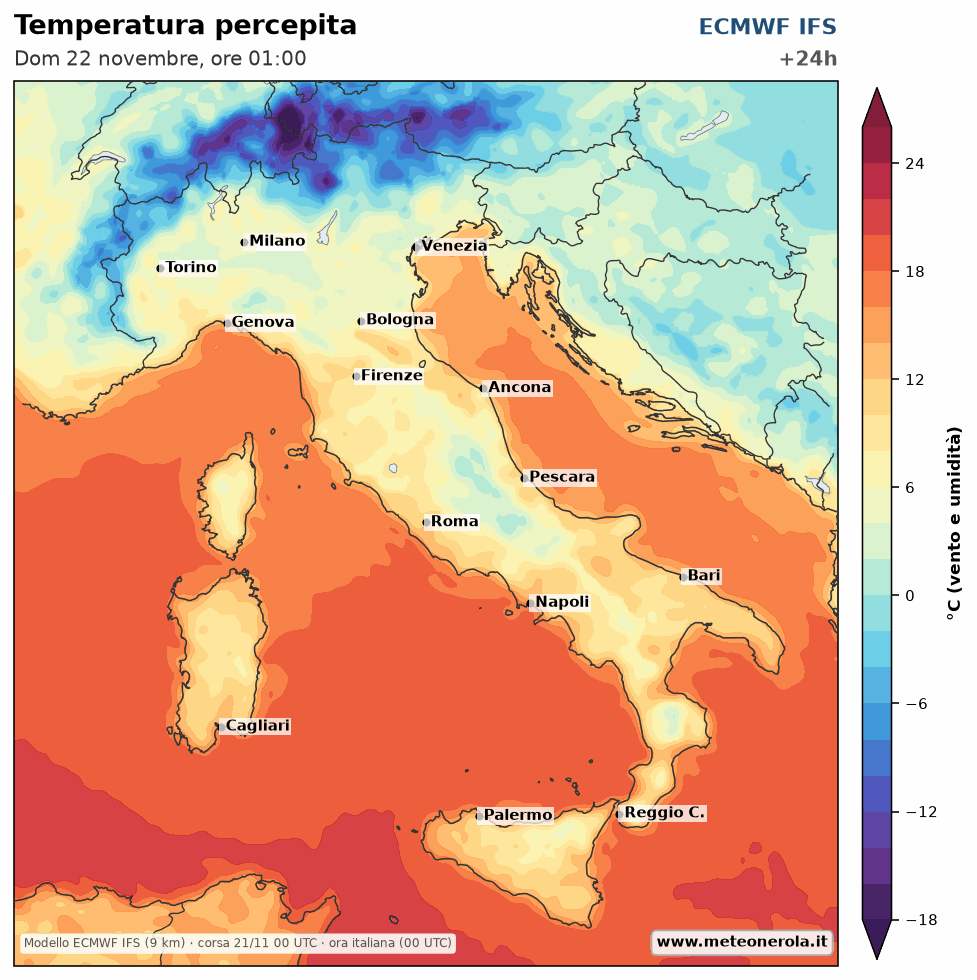 Temperatura percepita
ECMWF IFS
Dom 22 novembre, ore 01:00
+24h
Milano
Venezia
Torino
Genova
Bologna
Firenze
Ancona
Pescara
Roma
Bari
Napoli
Cagliari
Palermo
Reggio C.
24
18
12
6
0
−6
−12
−18
°C (vento e umidità)
Modello ECMWF IFS (9 km) · corsa 21/11 00 UTC · ora italiana (00 UTC)
www.meteonerola.it